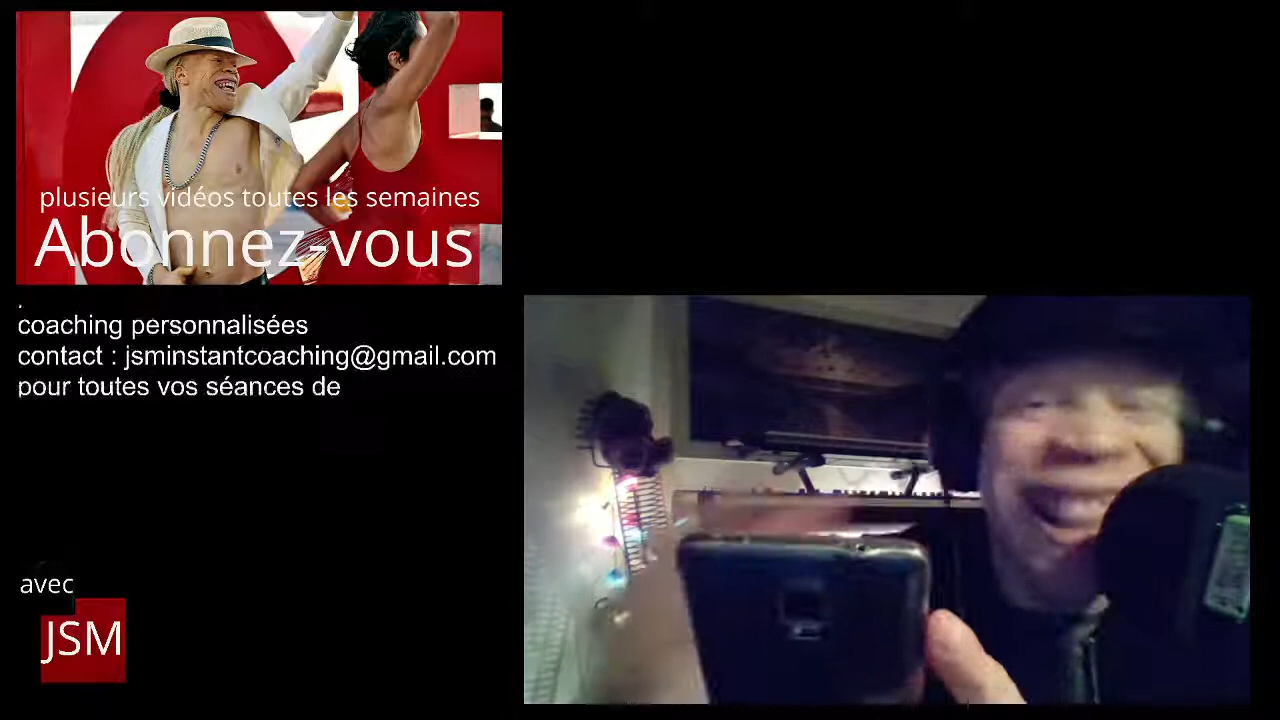 plusieurs vidéos toutes les semaines
Abonnez-vous
.
coaching personnalisées
contact : jsminstantcoaching@gmail.com
pour toutes vos séances de
avec
JSM